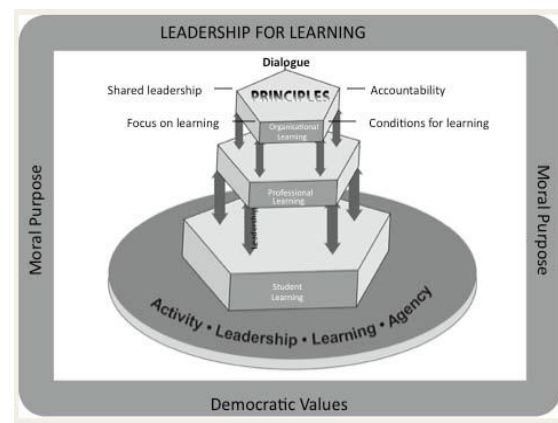 LEADERSHIP FOR LEARNING
Dialogue
Shared leadership
PRINCIPLES
Accountability
Focus on learning
Organisational
Learning
Conditions for learning
Moral Purpose
Professional
Learning
Leadership
Moral Purpose
Student
Learning
Activity • Leadership • Learning • Agency
Democratic Values